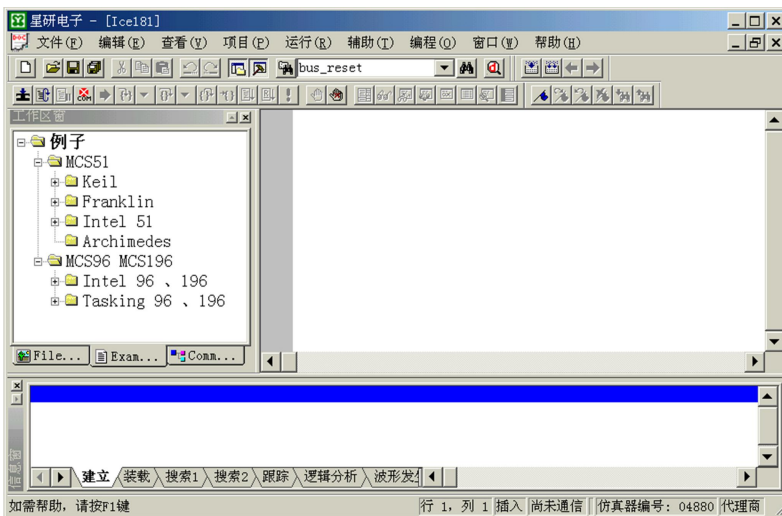 星研电子 - [Ice181]
文件(F) 编辑(E) 查看(V) 项目(P) 运行(R) 辅助(T) 编程(Q) 窗口(W) 帮助(H)
bus_reset
工作区窗
例子
MCS51
Keil
Franklin
Intel 51
Archimedes
MCS96 MCS196
Intel 96 、196
Tasking 96 、196
File... Exam... Comm...
信息窗
建立 装载 搜索1 搜索2 跟踪 逻辑分析 波形发生
如需帮助，请按F1键 行 1, 列 1 插入 尚未通信 仿真器编号: 04880 代理商